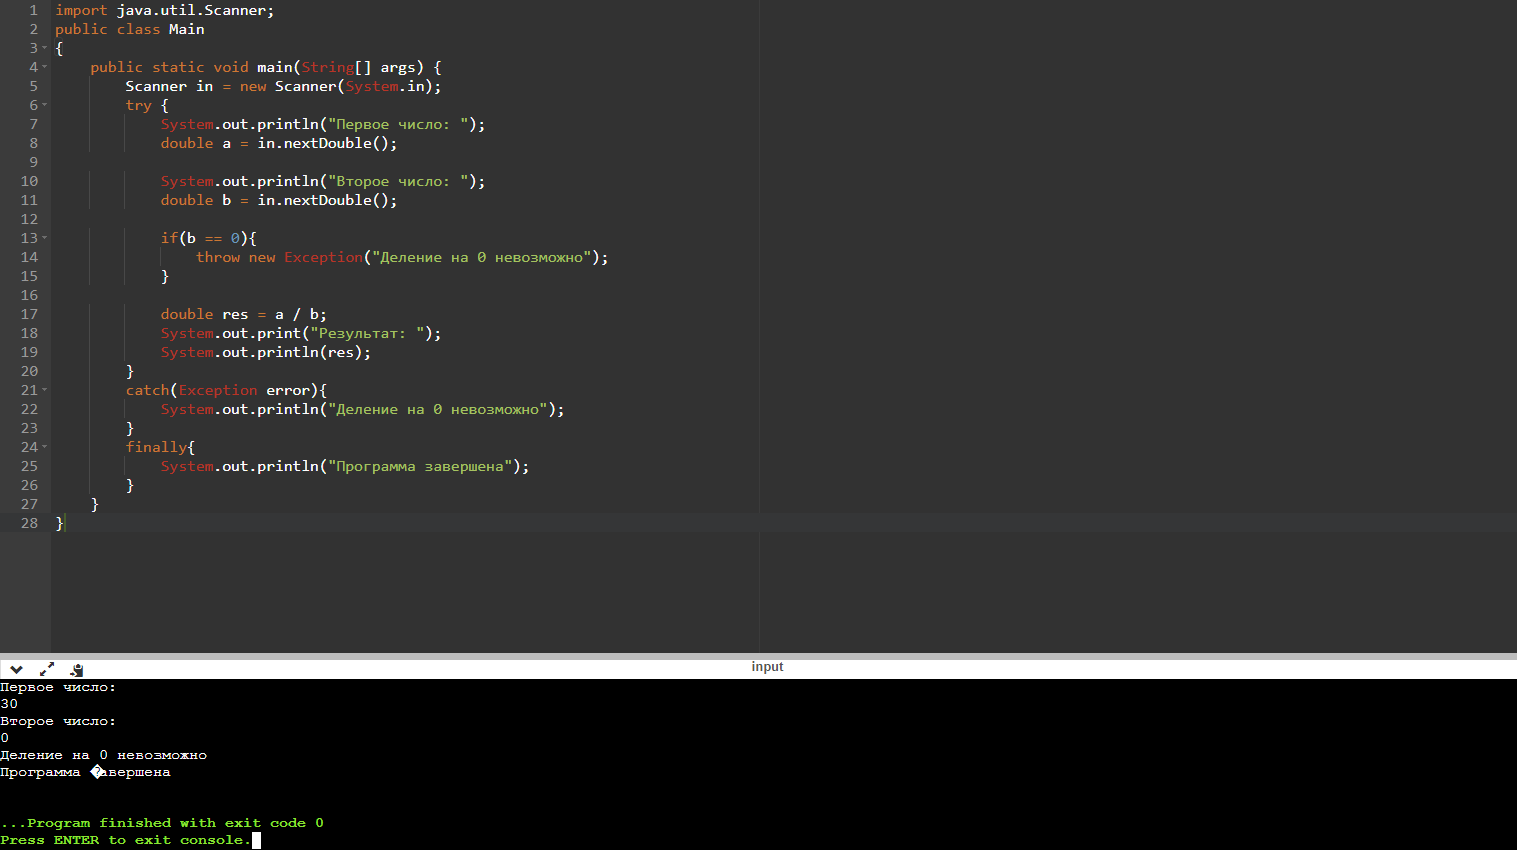 1 import java.util.Scanner;
2 public class Main
3 {
4 public static void main(String[] args) {
5 Scanner in = new Scanner(System.in);
6 try {
7 System.out.println("Первое число: ");
8 double a = in.nextDouble();
9
10 System.out.println("Второе число: ");
11 double b = in.nextDouble();
12
13 if(b == 0){
14 throw new Exception("Деление на 0 невозможно");
15 }
16
17 double res = a / b;
18 System.out.print("Результат: ");
19 System.out.println(res);
20 }
21 catch(Exception error){
22 System.out.println("Деление на 0 невозможно");
23 }
24 finally{
25 System.out.println("Программа завершена");
26 }
27 }
28 }
input
Первое число:
30
Второе число:
0
Деление на 0 невозможно
Программа �авершена
...Program finished with exit code 0
Press ENTER to exit console.